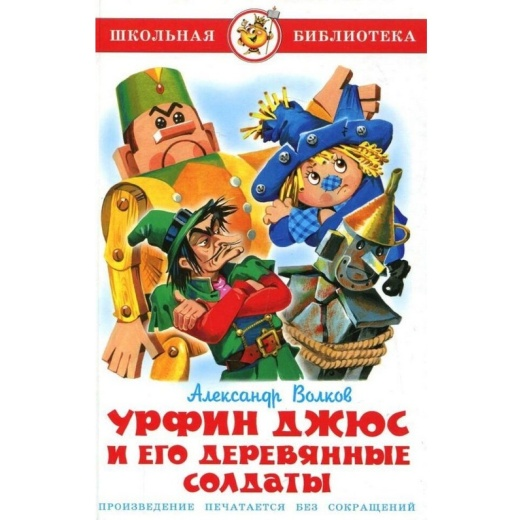 ШКОЛЬНАЯ БИБЛИОТЕКА
Александр Волков
УРФИН ДЖЮС
И ЕГО ДЕРЕВЯННЫЕ
СОЛДАТЫ
ПРОИЗВЕДЕНИЕ ПЕЧАТАЕТСЯ БЕЗ СОКРАЩЕНИЙ